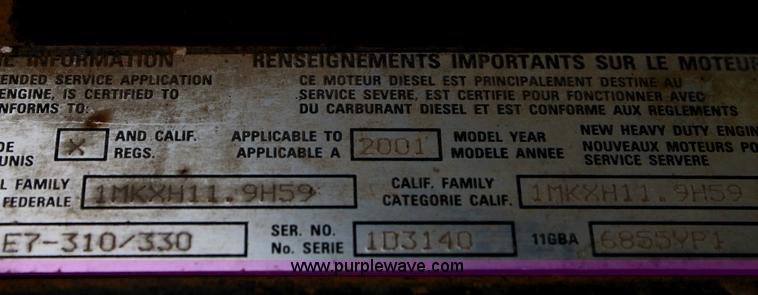 INFORMATION RENSEIGNEMENTS IMPORTANTS SUR LE MOTEUR
ENDED SERVICE APPLICATION CE MOTEUR DIESEL EST PRINCIPALEMENT DESTINE AU
ENGINE, IS CERTIFIED TO SERVICE SEVERE, EST CERTIFIE POUR FONCTIONNER AVEC
NFORMS TO: DU CARBURANT DIESEL ET EST CONFORME AUX REGLEMENTS
DE X AND CALIF. APPLICABLE TO 2001 MODEL YEAR NEW HEAVY DUTY ENGIN
UNIS REGS. APPLICABLE A MODELE ANNEE NOUVEAUX MOTEURS PO
SERVICE SERVERE
L FAMILY 1MKXH11.9H59 CALIF. FAMILY 1MKXH11.9H59
FEDERALE CATEGORIE CALIF.
E7-310/330 SER. NO. 1D3140 11GBA 6855YP1
No. SERIE
www.purplewave.com